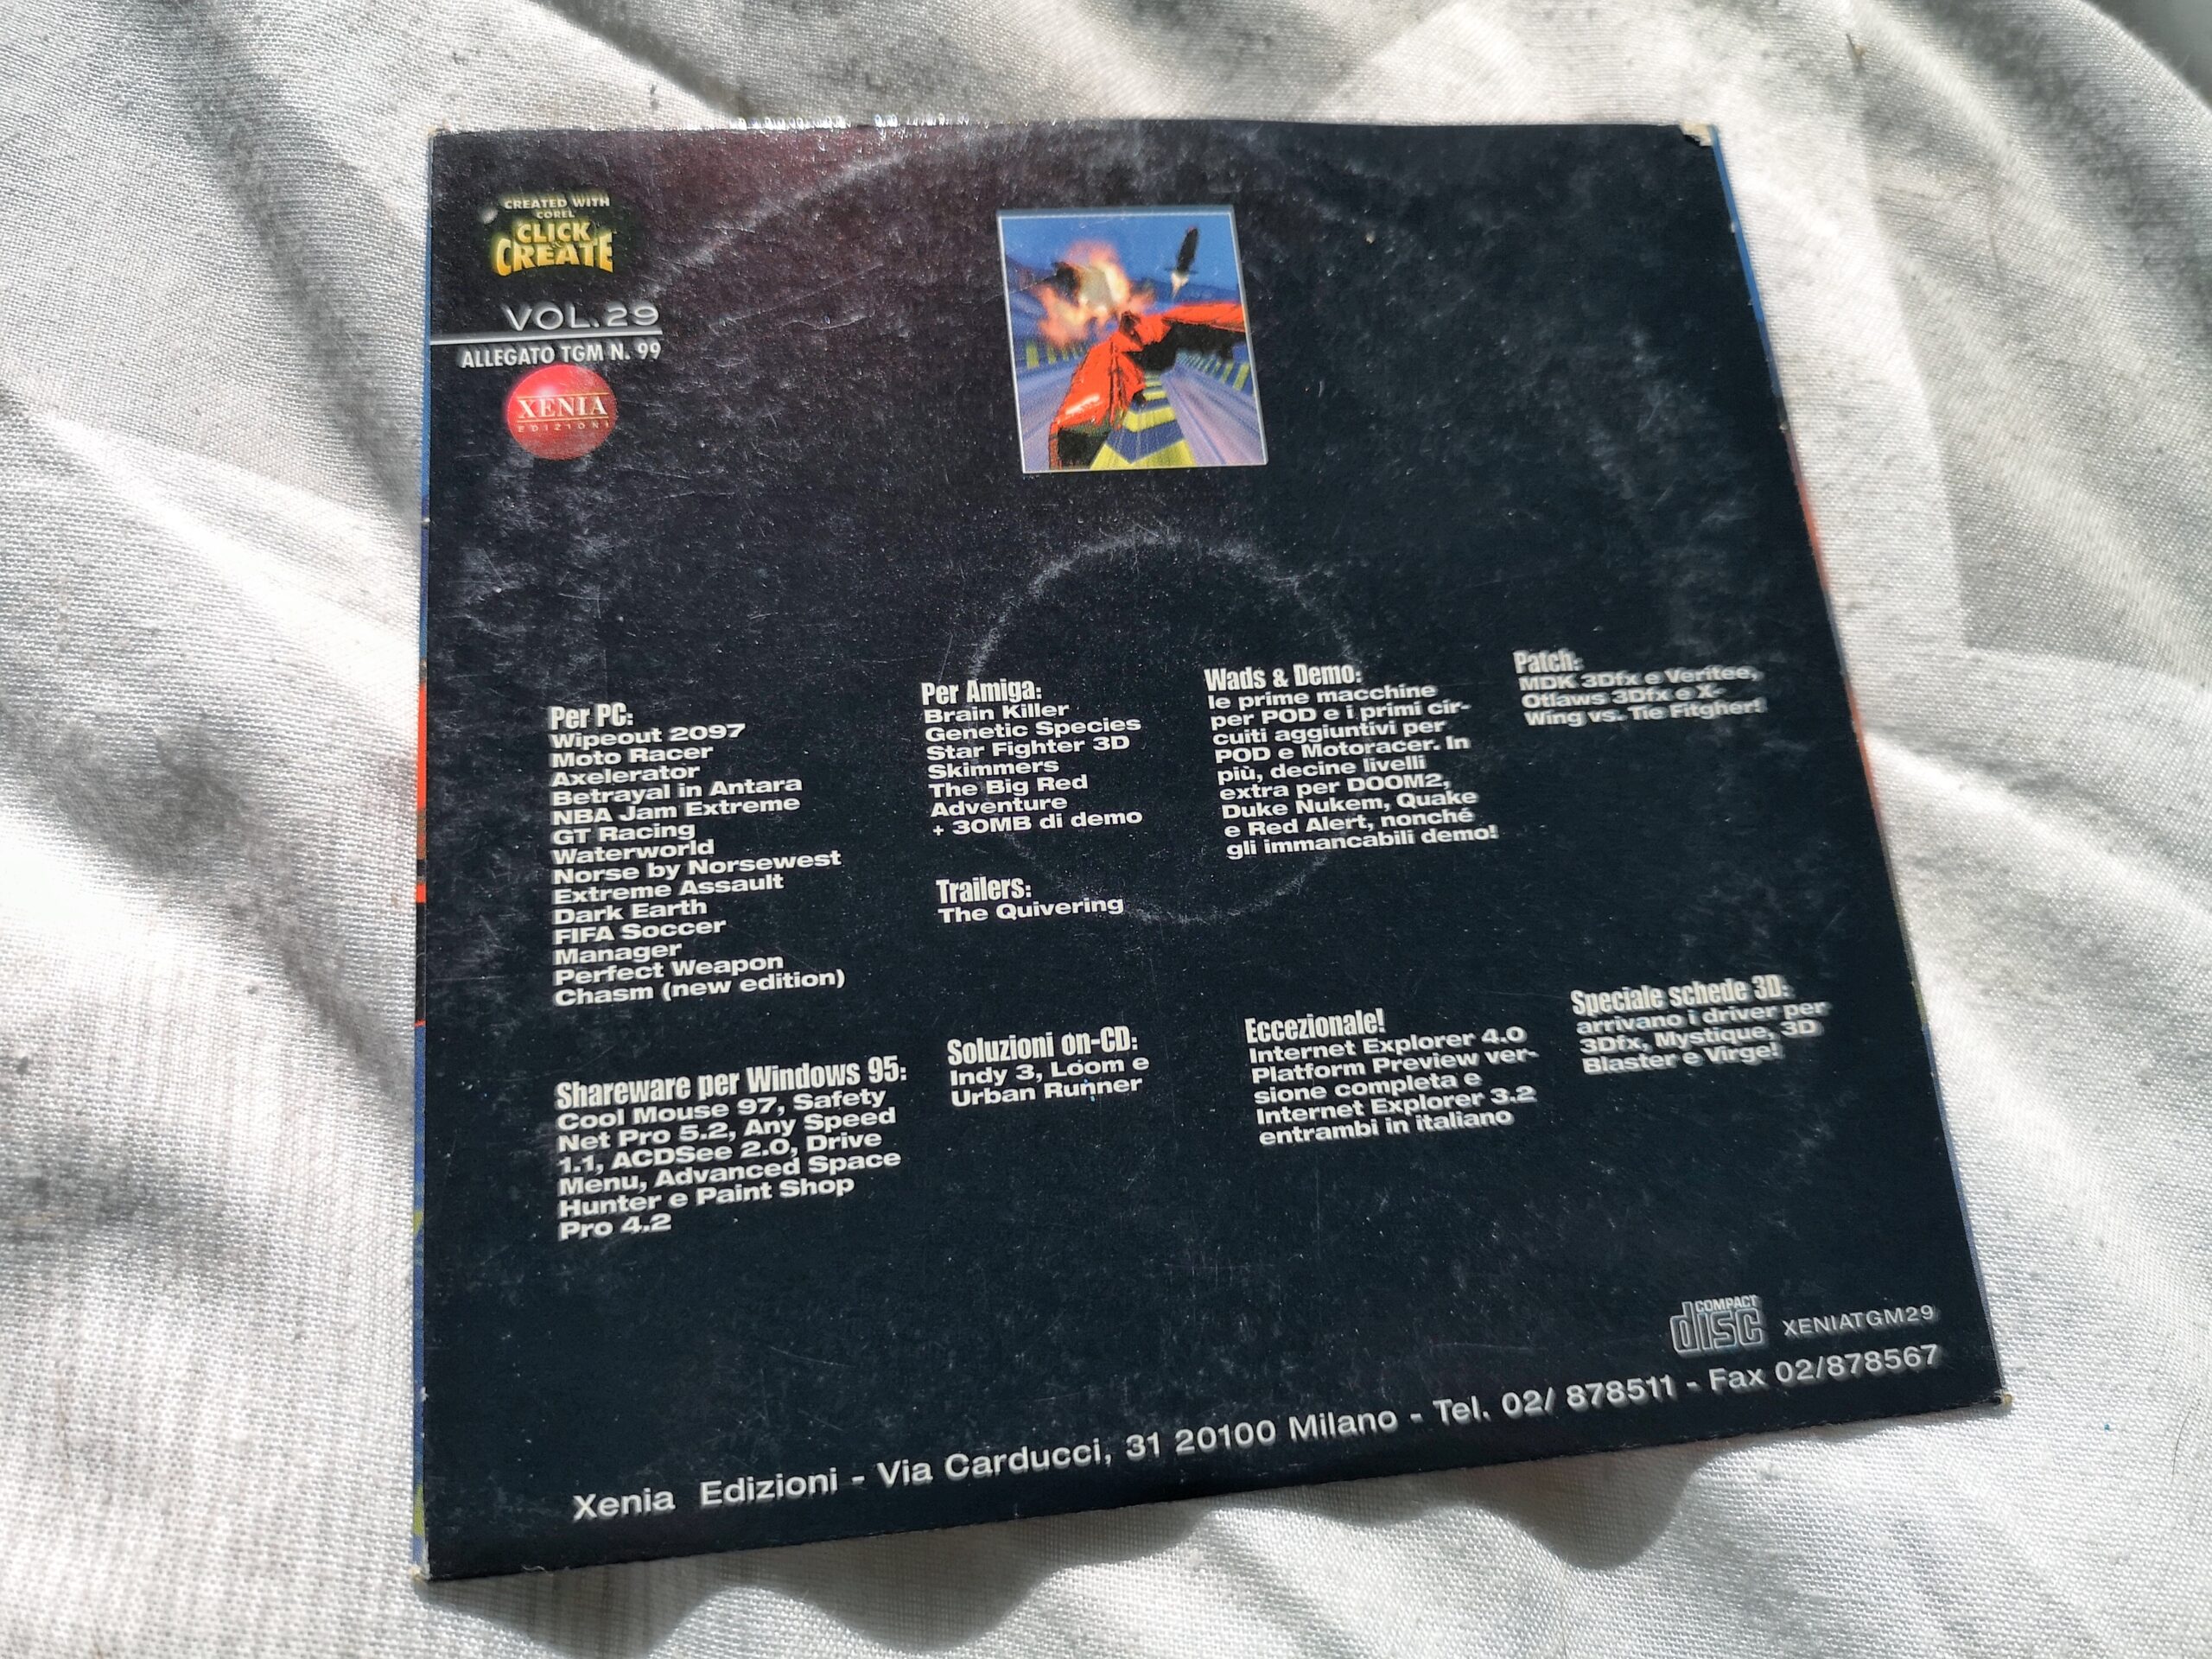 CREATED WITH
COREL
CLICK
& CREATE
VOL.29
ALLEGATO TGM N. 99
XENIA
EDIZIONI
Per PC:
Wipeout 2097
Moto Racer
Axelerator
Betrayal in Antara
NBA Jam Extreme
GT Racing
Waterworld
Norse by Norsewest
Extreme Assault
Dark Earth
FIFA Soccer
Manager
Perfect Weapon
Chasm (new edition)
Per Amiga:
Brain Killer
Genetic Species
Star Fighter 3D
Skimmers
The Big Red
Adventure
+ 30MB di demo
Trailers:
The Quivering
Wads & Demo:
le prime macchine
per POD e i primi cir-
cuiti aggiuntivi per
POD e Motoracer. In
più, decine livelli
extra per DOOM2,
Duke Nukem, Quake
e Red Alert, nonché
gli immancabili demo!
Patch:
MDK 3Dfx e Veritee,
Otlaws 3Dfx e X-
Wing vs. Tie Fitgher!
Shareware per Windows 95:
Cool Mouse 97, Safety
Net Pro 5.2, Any Speed
1.1, ACDSee 2.0, Drive
Menu, Advanced Space
Hunter e Paint Shop
Pro 4.2
Soluzioni on-CD:
Indy 3, Loom e
Urban Runner
Eccezionale!
Internet Explorer 4.0
Platform Preview ver-
sione completa e
Internet Explorer 3.2
entrambi in italiano
Speciale schede 3D:
arrivano i driver per
3Dfx, Mystique, 3D
Blaster e Virge!
COMPACT
disc
XENIATGM29
Xenia Edizioni - Via Carducci, 31 20100 Milano - Tel. 02/ 878511 - Fax 02/878567